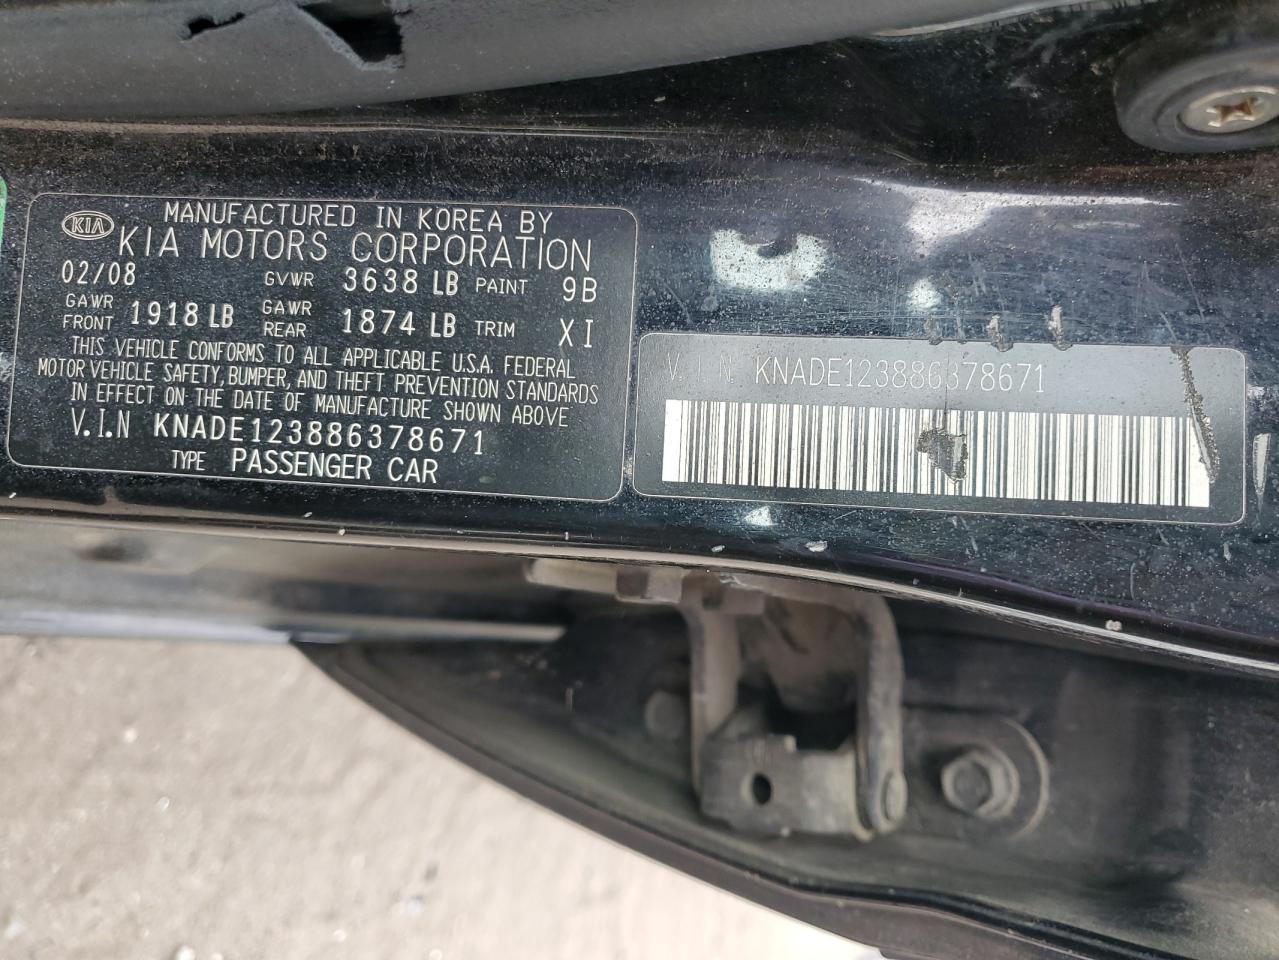 KIA
MANUFACTURED IN KOREA BY
KIA MOTORS CORPORATION
02/08 GVWR 3638 LB PAINT 9B
GAWR FRONT 1918 LB GAWR REAR 1874 LB TRIM XI
THIS VEHICLE CONFORMS TO ALL APPLICABLE U.S.A. FEDERAL
MOTOR VEHICLE SAFETY, BUMPER, AND THEFT PREVENTION STANDARDS
IN EFFECT ON THE DATE OF MANUFACTURE SHOWN ABOVE
V.I.N KNADE123886378671
TYPE PASSENGER CAR
V.I.N KNADE123886378671